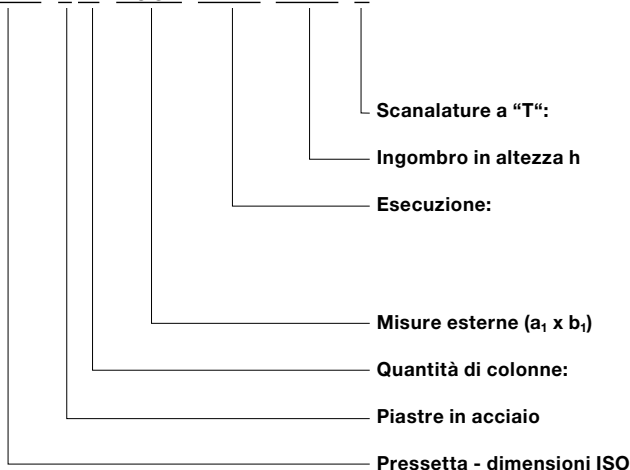 Scanalature a “T“:
Ingombro in altezza h
Esecuzione:
Misure esterne (a₁ x b₁)
Quantità di colonne:
Piastre in acciaio
Pressetta - dimensioni ISO